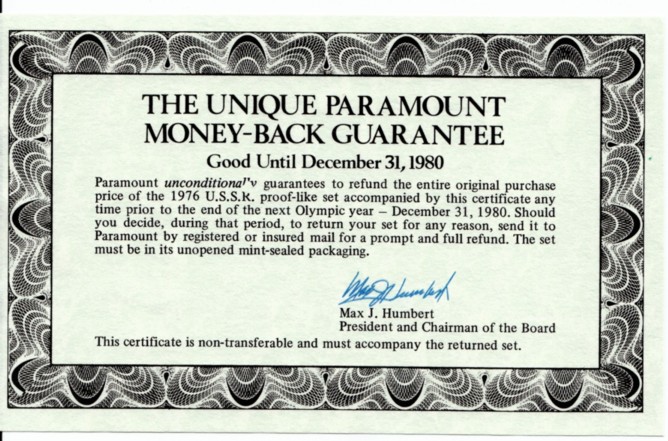 THE UNIQUE PARAMOUNT
MONEY-BACK GUARANTEE
Good Until December 31, 1980
Paramount unconditional'v guarantees to refund the entire original purchase
price of the 1976 U.S.S.R. proof-like set accompanied by this certificate any
time prior to the end of the next Olympic year – December 31, 1980. Should
you decide, during that period, to return your set for any reason, send it to
Paramount by registered or insured mail for a prompt and full refund. The set
must be in its unopened mint-sealed packaging.
Max J. Humbert
Max J. Humbert
President and Chairman of the Board
This certificate is non-transferable and must accompany the returned set.